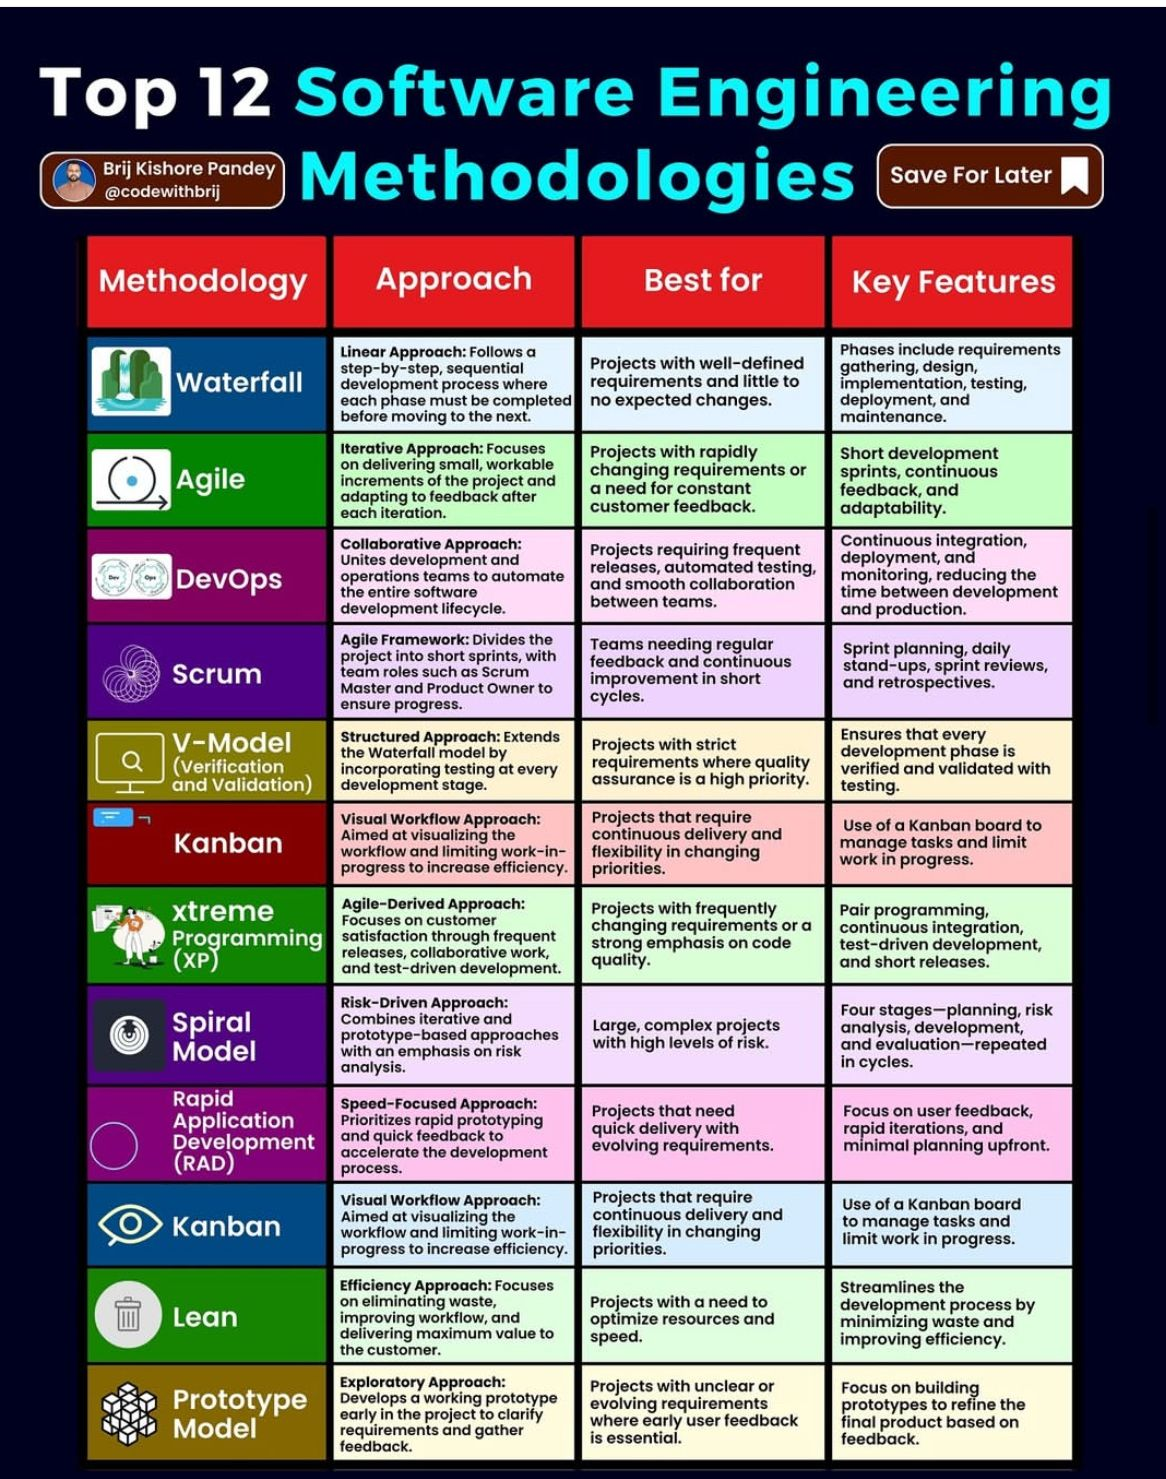 Top 12 Software Engineering
Brij Kishore Pandey
@codewithbrij
Methodologies
Save For Later
Methodology
Approach
Best for
Key Features
Waterfall
Linear Approach: Follows a
step-by-step, sequential
development process where
each phase must be completed
before moving to the next.
Projects with well-defined
requirements and little to
no expected changes.
Phases include requirements
gathering, design,
implementation, testing,
deployment, and
maintenance.
Agile
Iterative Approach: Focuses
on delivering small, workable
increments of the project and
adapting to feedback after
each iteration.
Projects with rapidly
changing requirements or
a need for constant
customer feedback.
Short development
sprints, continuous
feedback, and
adaptability.
Dev
Ops
DevOps
Collaborative Approach:
Unites development and
operations teams to automate
the entire software
development lifecycle.
Projects requiring frequent
releases, automated testing,
and smooth collaboration
between teams.
Continuous integration,
deployment, and
monitoring, reducing the
time between development
and production.
Scrum
Agile Framework: Divides the
project into short sprints, with
team roles such as Scrum
Master and Product Owner to
ensure progress.
Teams needing regular
feedback and continuous
improvement in short
cycles.
Sprint planning, daily
stand-ups, sprint reviews,
and retrospectives.
V-Model
(Verification
and Validation)
Structured Approach: Extends
the Waterfall model by
incorporating testing at every
development stage.
Projects with strict
requirements where quality
assurance is a high priority.
Ensures that every
development phase is
verified and validated with
testing.
Kanban
Visual Workflow Approach:
Aimed at visualizing the
workflow and limiting work-in-
progress to increase efficiency.
Projects that require
continuous delivery and
flexibility in changing
priorities.
Use of a Kanban board to
manage tasks and limit
work in progress.
xtreme
Programming
(XP)
Agile-Derived Approach:
Focuses on customer
satisfaction through frequent
releases, collaborative work,
and test-driven development.
Projects with frequently
changing requirements or a
strong emphasis on code
quality.
Pair programming,
continuous integration,
test-driven development,
and short releases.
Spiral
Model
Risk-Driven Approach:
Combines iterative and
prototype-based approaches
with an emphasis on risk
analysis.
Large, complex projects
with high levels of risk.
Four stages—planning, risk
analysis, development,
and evaluation—repeated
in cycles.
Rapid
Application
Development
(RAD)
Speed-Focused Approach:
Prioritizes rapid prototyping
and quick feedback to
accelerate the development
process.
Projects that need
quick delivery with
evolving requirements.
Focus on user feedback,
rapid iterations, and
minimal planning upfront.
Kanban
Visual Workflow Approach:
Aimed at visualizing the
workflow and limiting work-in-
progress to increase efficiency.
Projects that require
continuous delivery and
flexibility in changing
priorities.
Use of a Kanban board
to manage tasks and
limit work in progress.
Lean
Efficiency Approach: Focuses
on eliminating waste,
improving workflow, and
delivering maximum value to
the customer.
Projects with a need to
optimize resources and
speed.
Streamlines the
development process by
minimizing waste and
improving efficiency.
Prototype
Model
Exploratory Approach:
Develops a working prototype
early in the project to clarify
requirements and gather
feedback.
Projects with unclear or
evolving requirements
where early user feedback
is essential.
Focus on building
prototypes to refine the
final product based on
feedback.